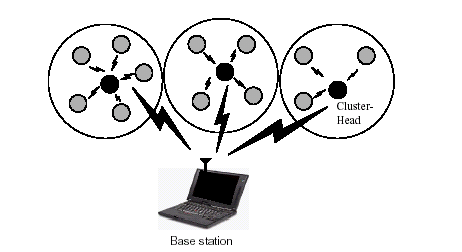 Cluster-
Head
Base station